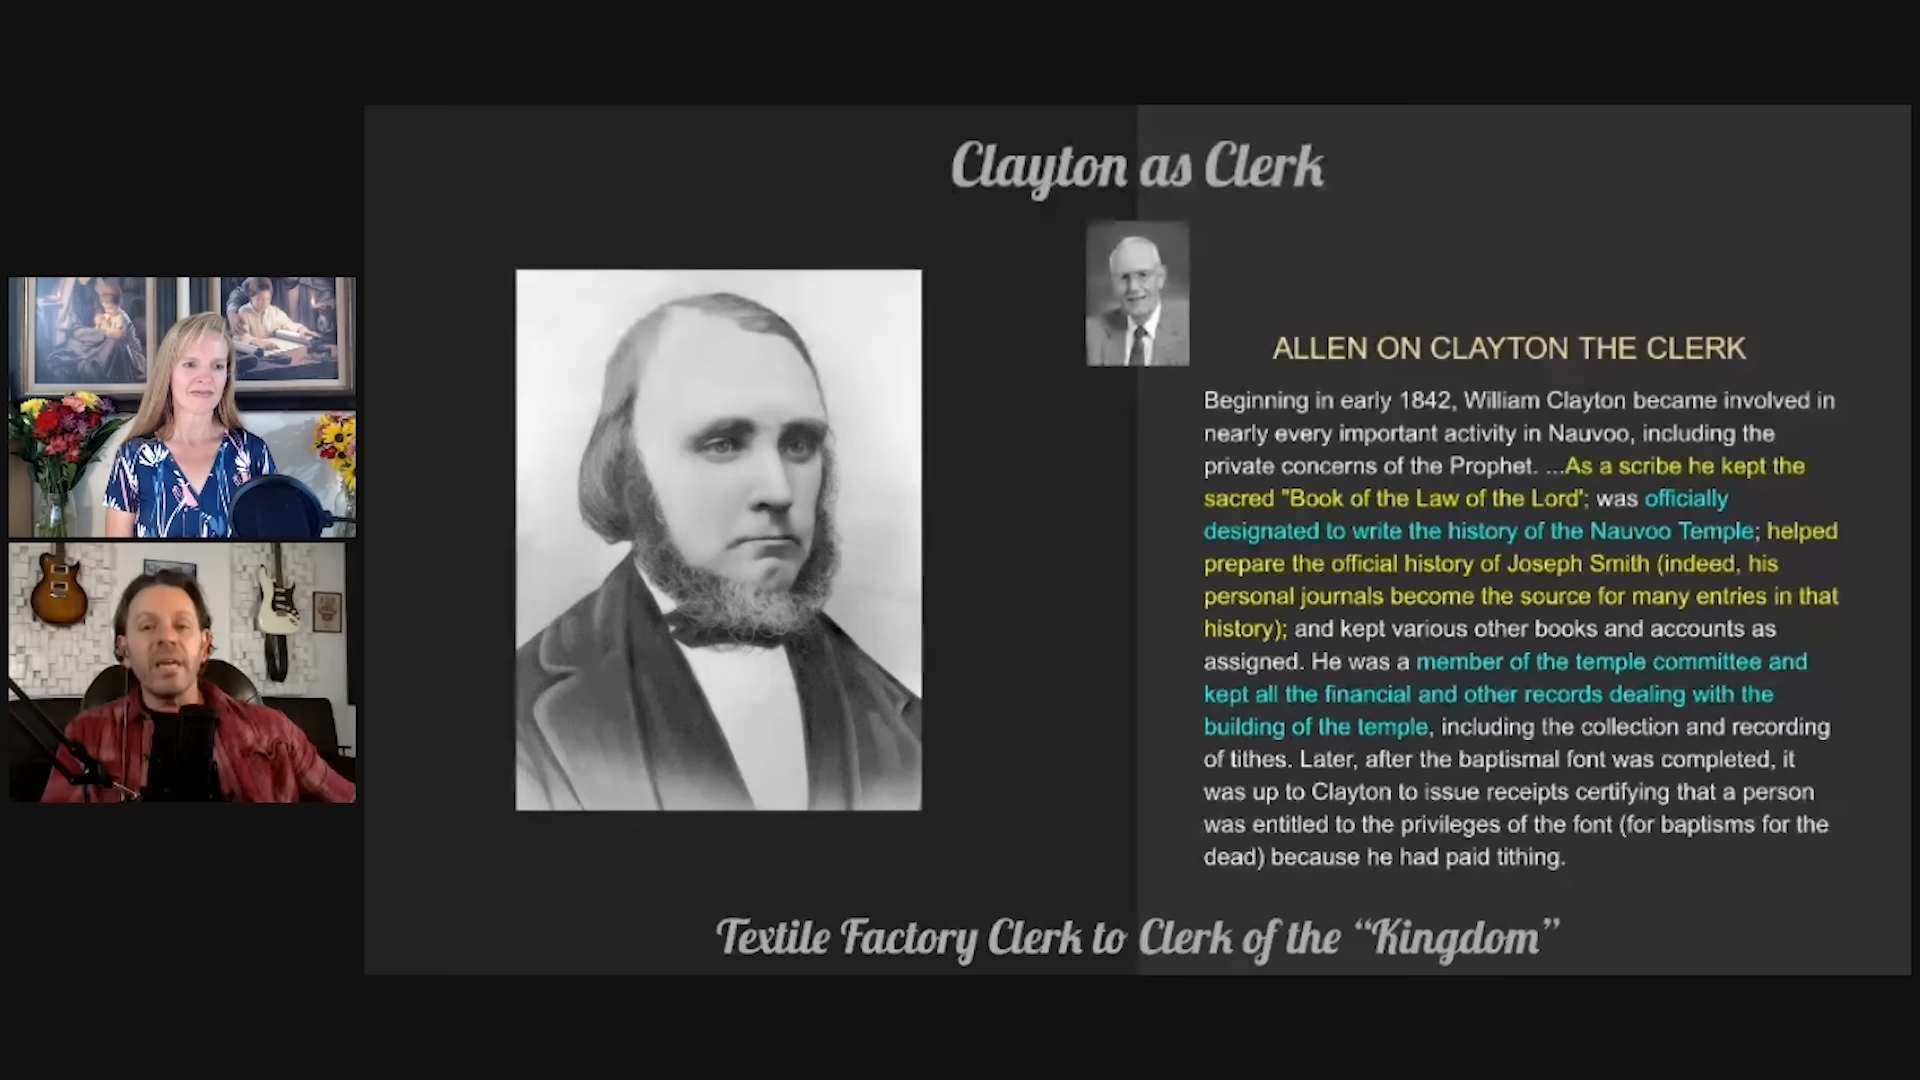 Clayton as Clerk
ALLEN ON CLAYTON THE CLERK
Beginning in early 1842, William Clayton became involved in
nearly every important activity in Nauvoo, including the
private concerns of the Prophet. ...As a scribe he kept the
sacred "Book of the Law of the Lord'; was officially
designated to write the history of the Nauvoo Temple; helped
prepare the official history of Joseph Smith (indeed, his
personal journals become the source for many entries in that
history); and kept various other books and accounts as
assigned. He was a member of the temple committee and
kept all the financial and other records dealing with the
building of the temple, including the collection and recording
of tithes. Later, after the baptismal font was completed, it
was up to Clayton to issue receipts certifying that a person
was entitled to the privileges of the font (for baptisms for the
dead) because he had paid tithing.
Textile Factory Clerk to Clerk of the “Kingdom”